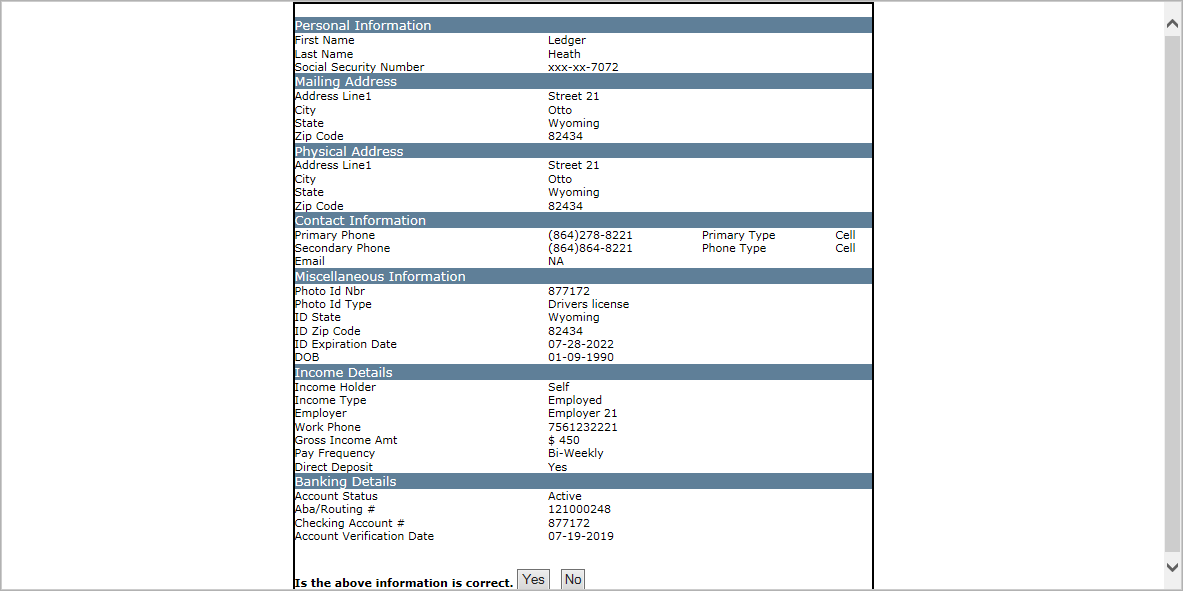 Personal Information
First Name Ledger
Last Name Heath
Social Security Number xxx-xx-7072
Mailing Address
Address Line1 Street 21
City Otto
State Wyoming
Zip Code 82434
Physical Address
Address Line1 Street 21
City Otto
State Wyoming
Zip Code 82434
Contact Information
Primary Phone (864)278-8221 Primary Type Cell
Secondary Phone (864)864-8221 Phone Type Cell
Email NA
Miscellaneous Information
Photo Id Nbr 877172
Photo Id Type Drivers license
ID State Wyoming
ID Zip Code 82434
ID Expiration Date 07-28-2022
DOB 01-09-1990
Income Details
Income Holder Self
Income Type Employed
Employer Employer 21
Work Phone 7561232221
Gross Income Amt $ 450
Pay Frequency Bi-Weekly
Direct Deposit Yes
Banking Details
Account Status Active
Aba/Routing # 121000248
Checking Account # 877172
Account Verification Date 07-19-2019
Is the above information is correct. Yes No